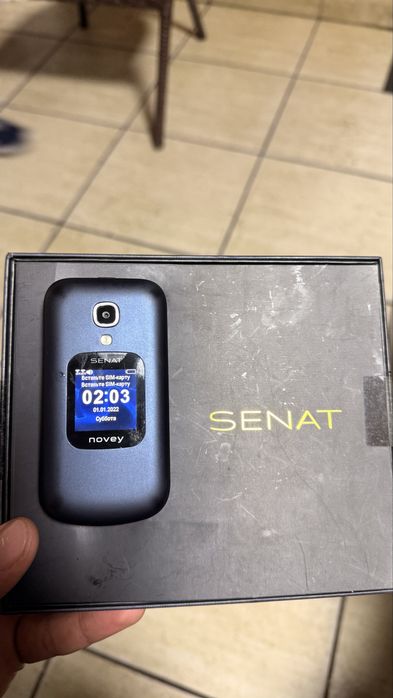 SENAT
Вставьте SIM-карту
Вставьте SIM-карту
02:03
01.01.2022
Суббота
novey
SENAT